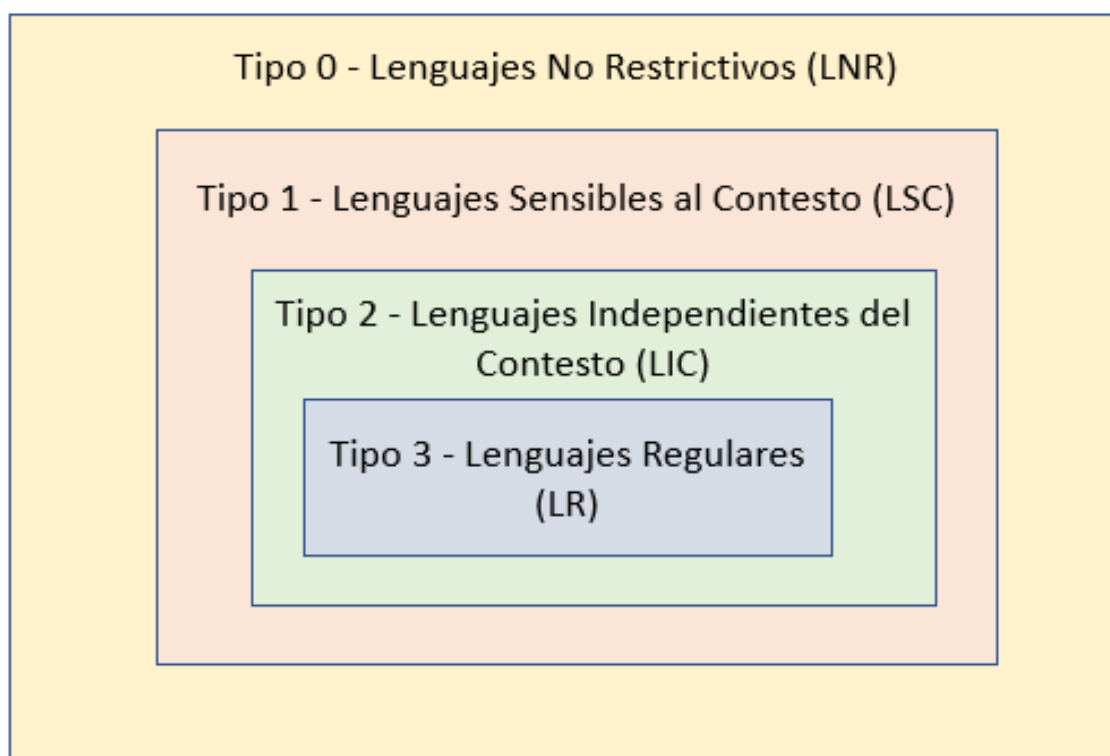 Tipo 0 - Lenguajes No Restrictivos (LNR)
Tipo 1 - Lenguajes Sensibles al Contesto (LSC)
Tipo 2 - Lenguajes Independientes del
Contesto (LIC)
Tipo 3 - Lenguajes Regulares
(LR)